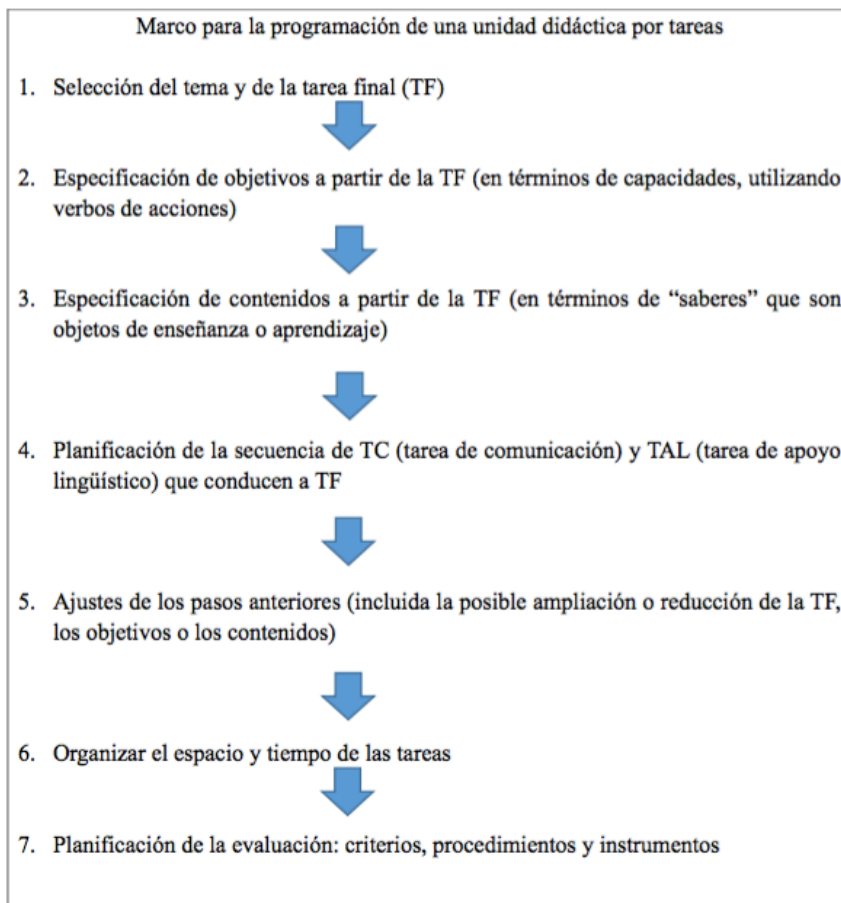 Marco para la programación de una unidad didáctica por tareas
1. Selección del tema y de la tarea final (TF)
2. Especificación de objetivos a partir de la TF (en términos de capacidades, utilizando
verbos de acciones)
3. Especificación de contenidos a partir de la TF (en términos de “saberes” que son
objetos de enseñanza o aprendizaje)
4. Planificación de la secuencia de TC (tarea de comunicación) y TAL (tarea de apoyo
lingüístico) que conducen a TF
5. Ajustes de los pasos anteriores (incluida la posible ampliación o reducción de la TF,
los objetivos o los contenidos)
6. Organizar el espacio y tiempo de las tareas
7. Planificación de la evaluación: criterios, procedimientos y instrumentos